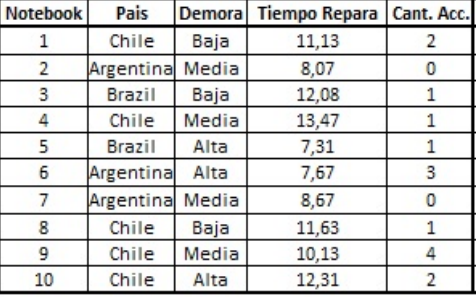 Notebook Pais Demora Tiempo Repara Cant. Acc.
1 Chile Baja 11,13 2
2 Argentina Media 8,07 0
3 Brazil Baja 12,08 1
4 Chile Media 13,47 1
5 Brazil Alta 7,31 1
6 Argentina Alta 7,67 3
7 Argentina Media 8,67 0
8 Chile Baja 11,63 1
9 Chile Media 10,13 4
10 Chile Alta 12,31 2